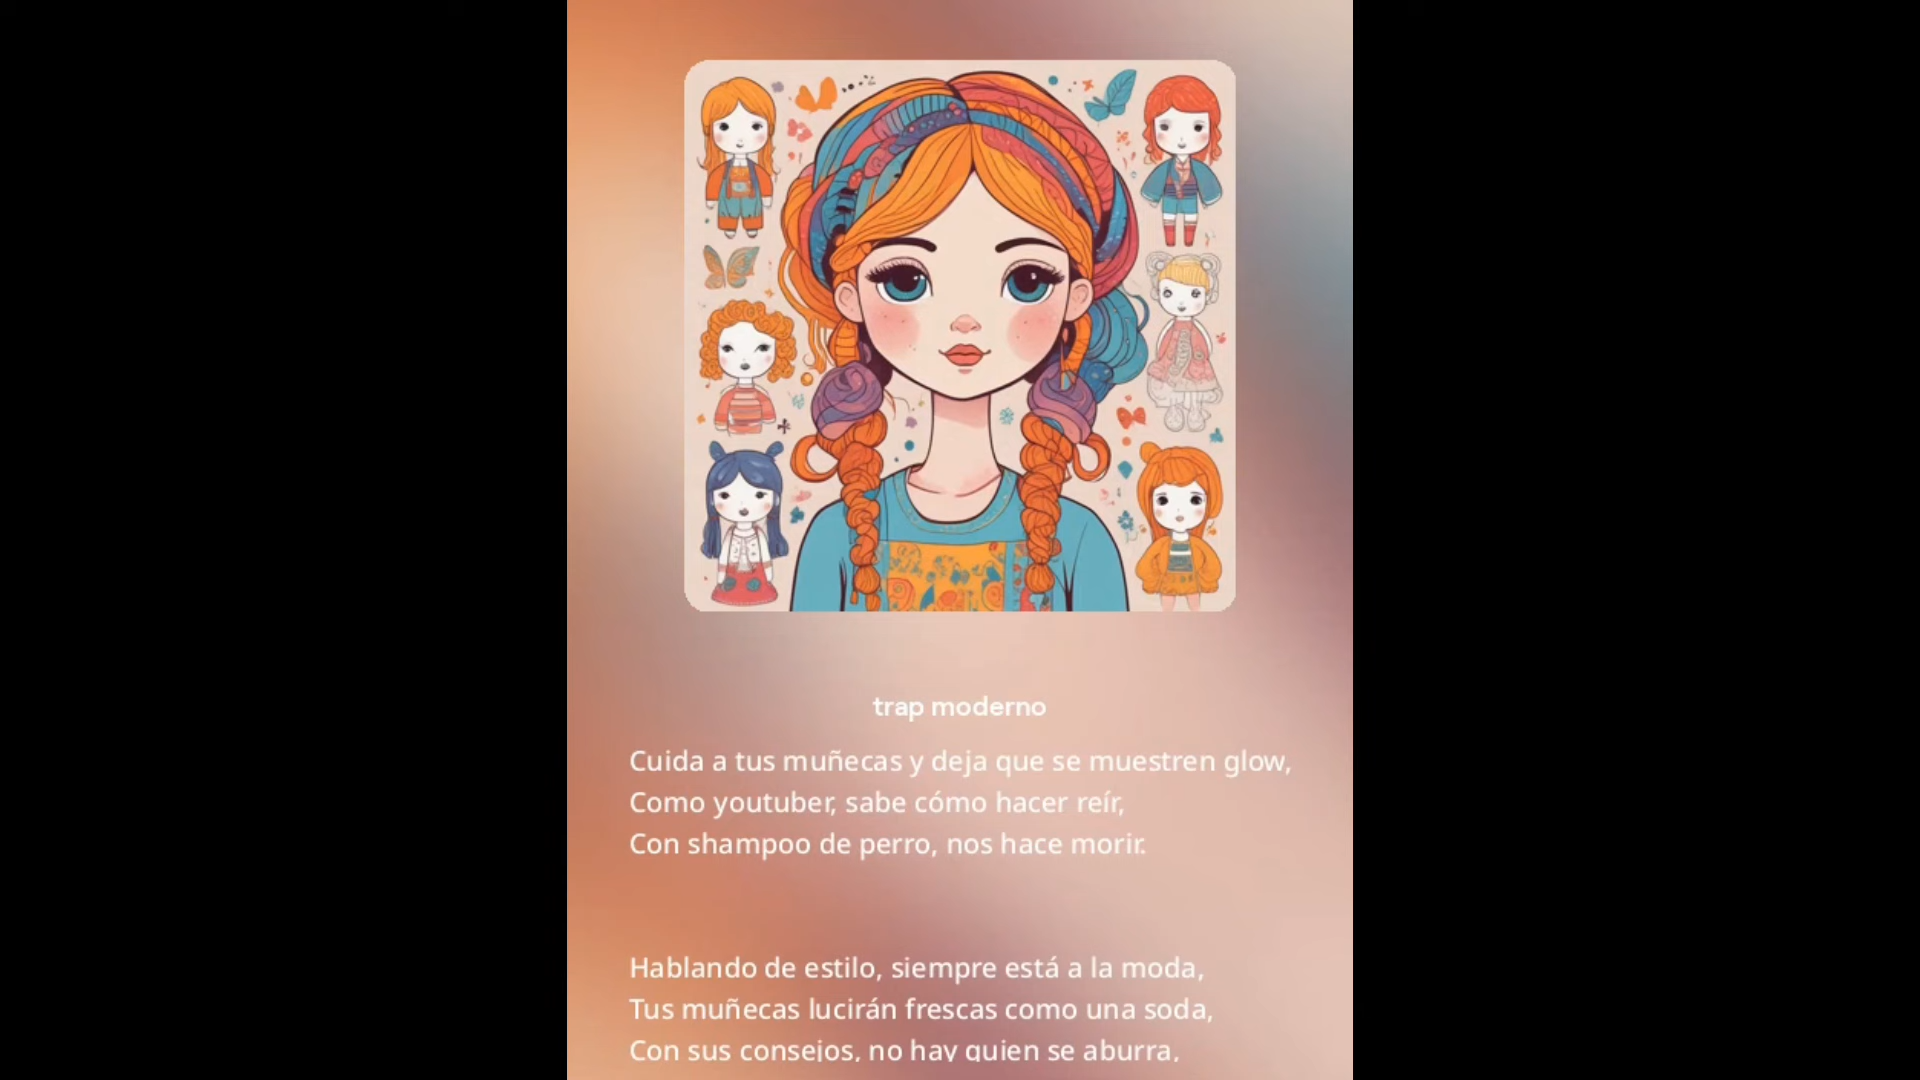 trap moderno
Cuida a tus muñecas y deja que se muestren glow,
Como youtuber, sabe cómo hacer reír,
Con shampoo de perro, nos hace morir.
Hablando de estilo, siempre está a la moda,
Tus muñecas lucirán frescas como una soda,
Con sus consejos, no hay quien se aburra,